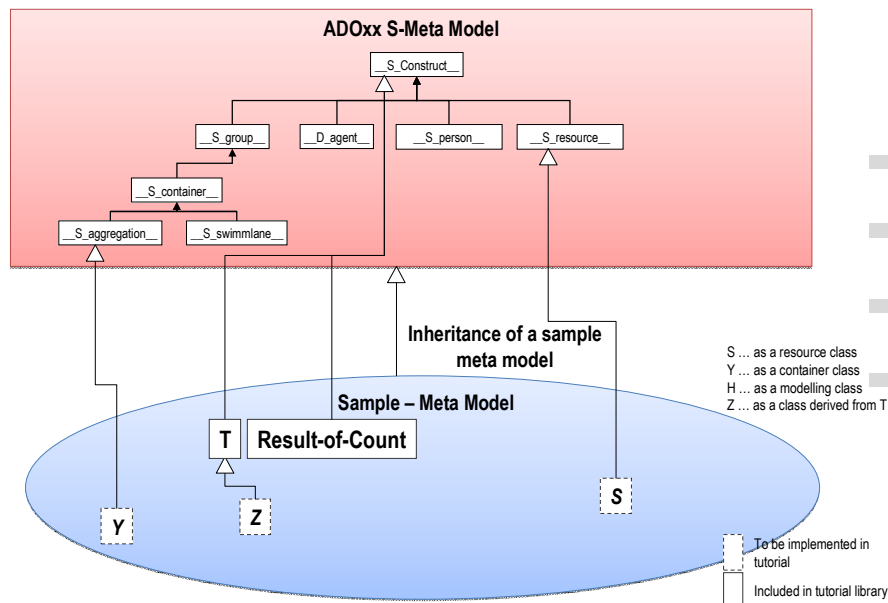 ADOxx S-Meta Model
__S_Construct__
__S_group__
__D_agent__
__S_person__
__S_resource__
__S_container__
__S_aggregation__
__S_swimmlane__
Inheritance of a sample
meta model
S ... as a resource class
Y ... as a container class
H ... as a modelling class
Z ... as a class derived from T
Sample – Meta Model
T
Result-of-Count
Y
Z
S
To be implemented in
tutorial
Included in tutorial library